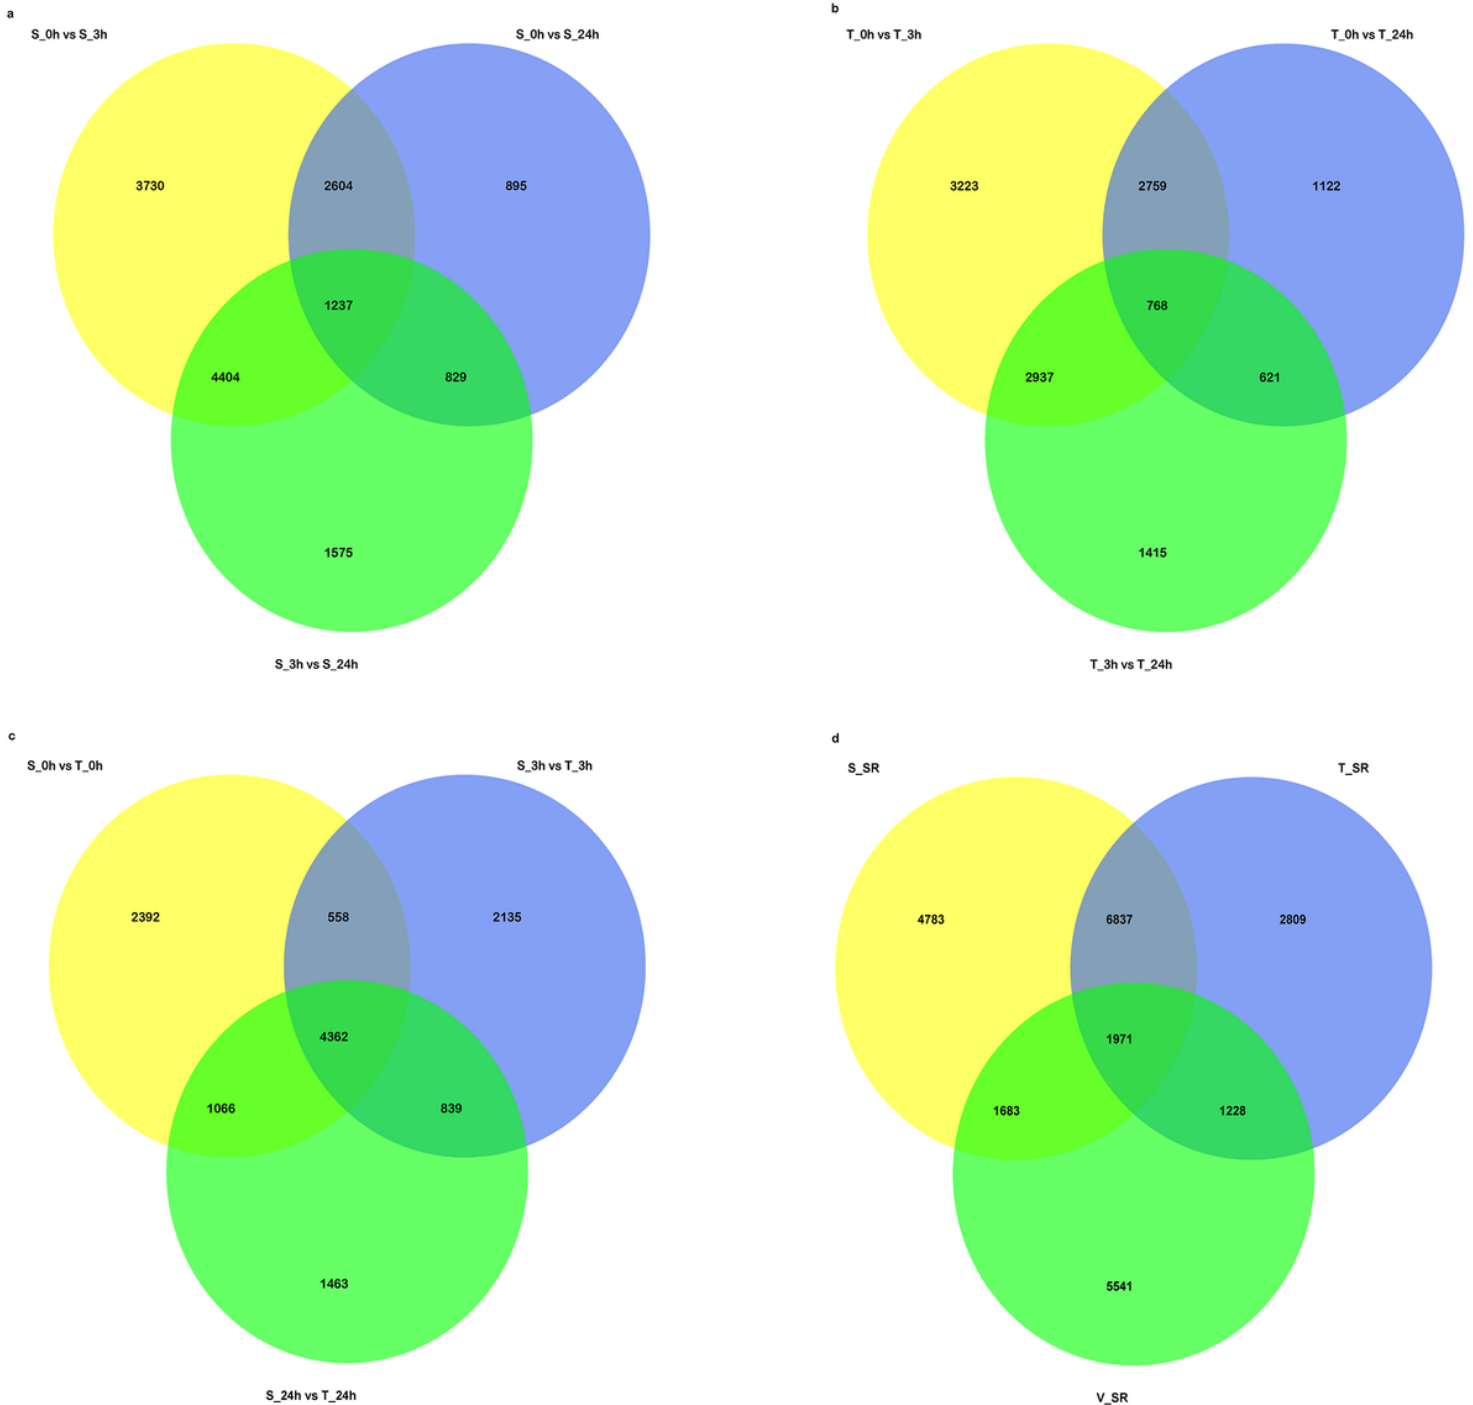 a
S_0h vs S_3h
S_0h vs S_24h
3730
2604
895
1237
4404
829
1575
S_3h vs S_24h
b
T_0h vs T_3h
T_0h vs T_24h
3223
2759
1122
768
2937
621
1415
T_3h vs T_24h
c
S_0h vs T_0h
S_3h vs T_3h
2392
558
2135
4362
1066
839
1463
S_24h vs T_24h
d
S_SR
T_SR
4783
6837
2809
1971
1683
1228
5541
V_SR